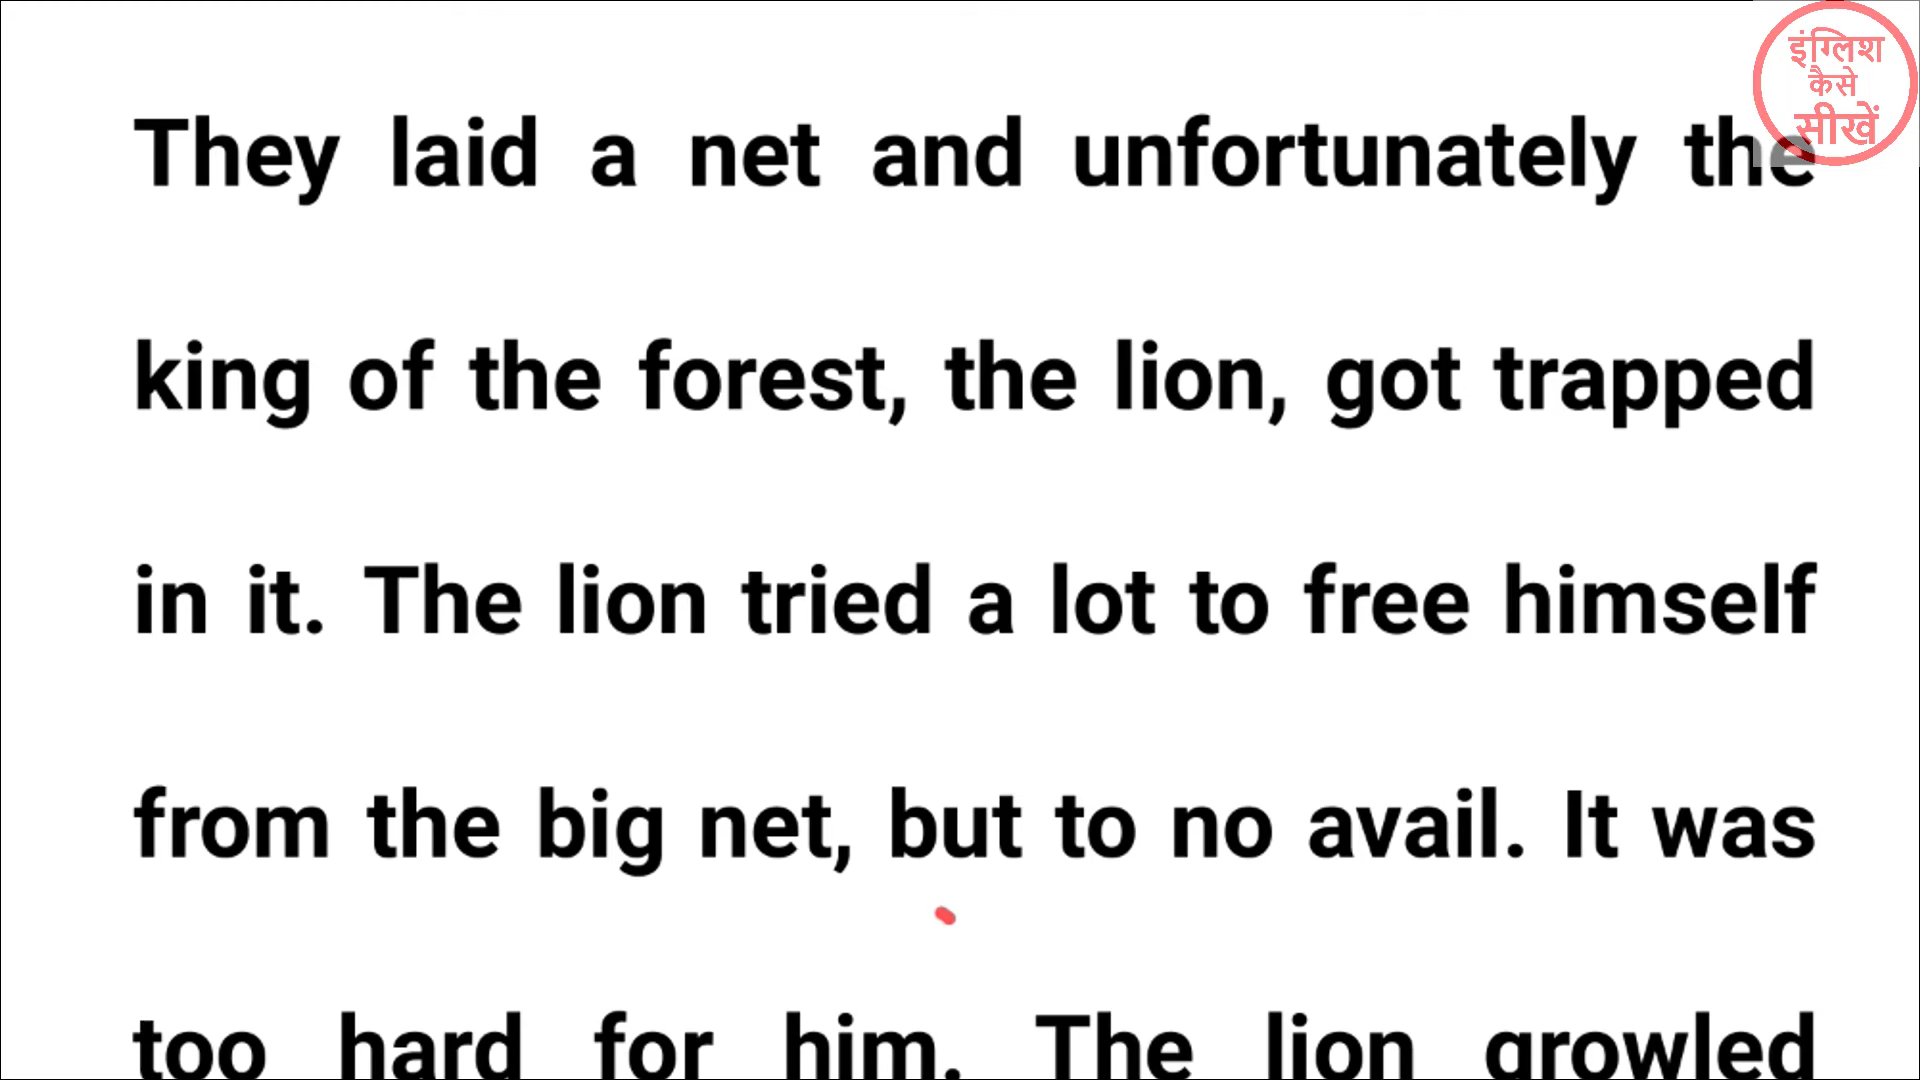 इंग्लिश
कैसे
सीखें
They laid a net and unfortunately the
king of the forest, the lion, got trapped
in it. The lion tried a lot to free himself
from the big net, but to no avail. It was
too hard for him. The lion growled